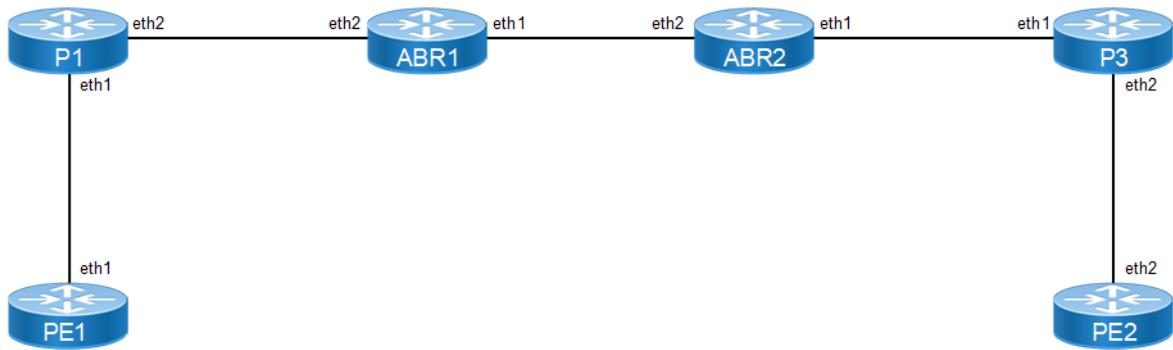 eth2 eth2 eth1 eth2 eth1 eth1
P1 ABR1 ABR2 P3
eth1 eth2
eth1 eth2
PE1 PE2